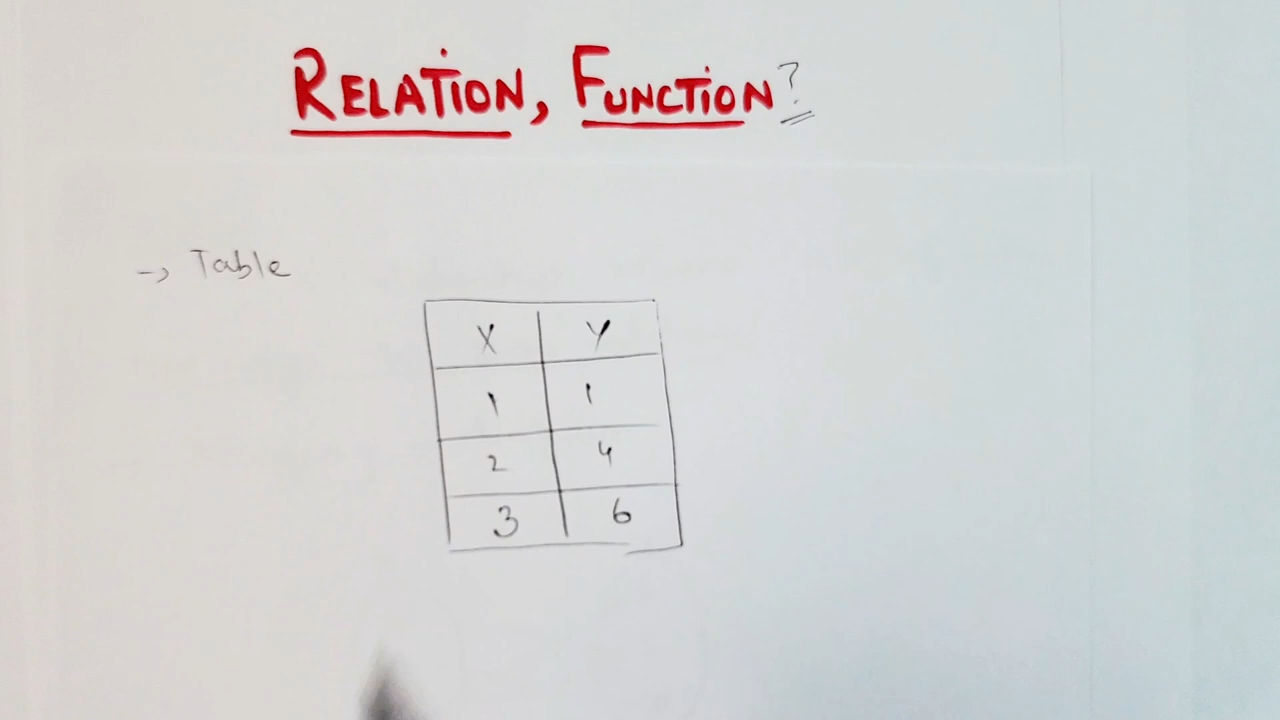 RELATION, FUNCTION?
→ Table
X Y
1 1
2 4
3 6